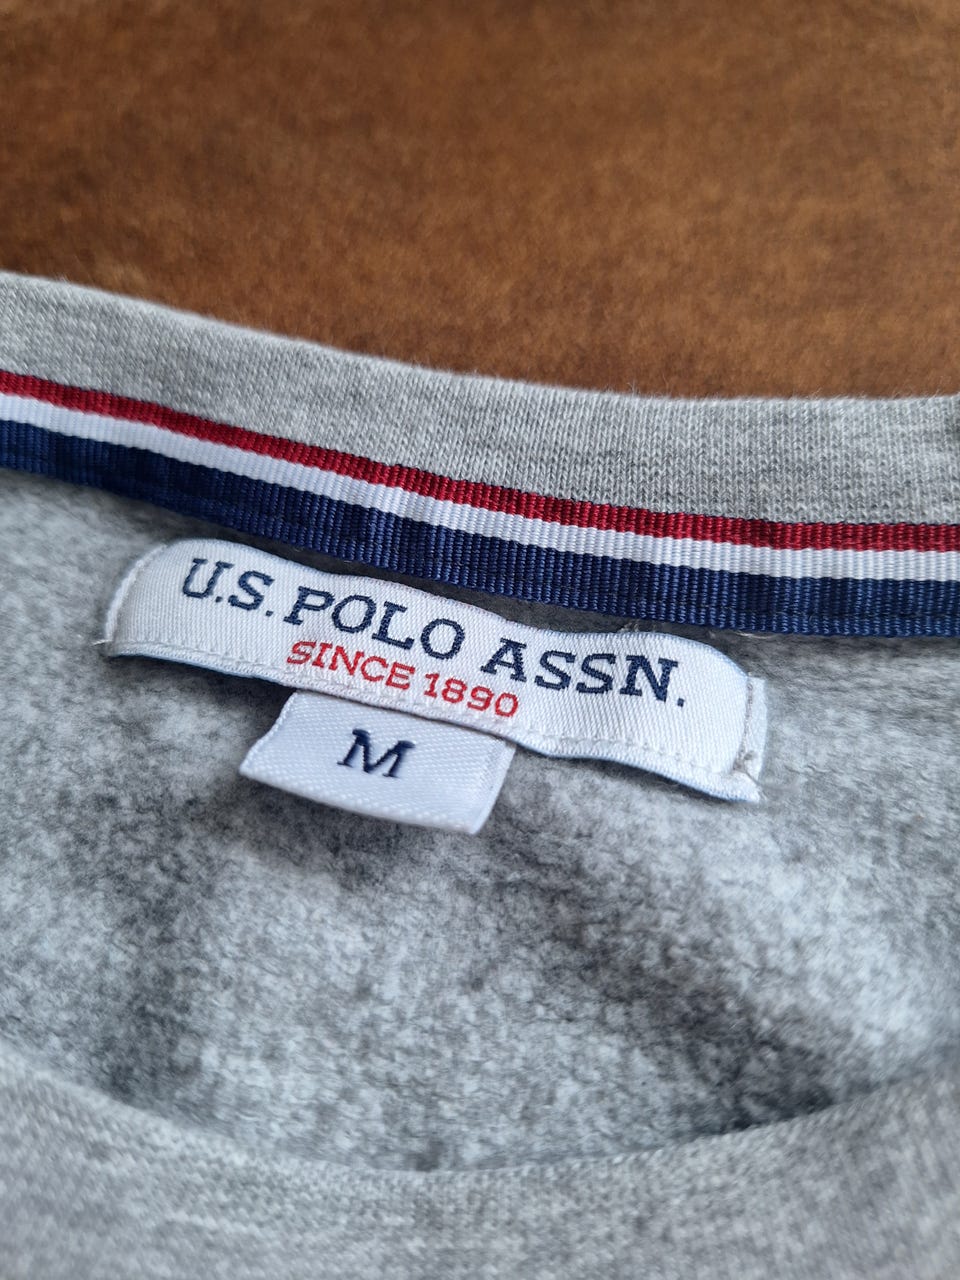 U.S. POLO ASSN.
SINCE 1890
M